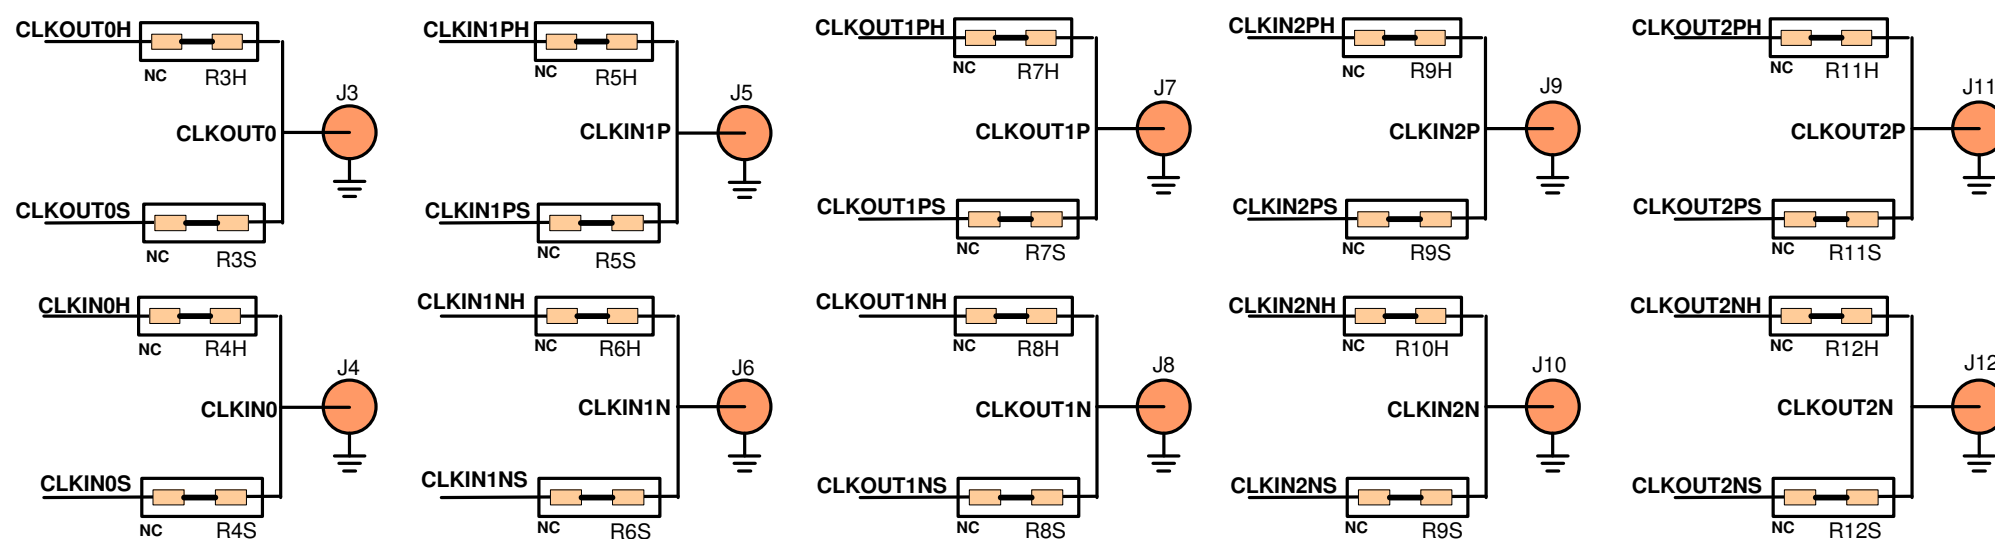 CLKOUT0H
NC R3H
J3
CLKOUT0
CLKOUT0S
NC R3S
CLKIN1PH
NC R5H
J5
CLKIN1P
CLKIN1PS
NC R5S
CLKOUT1PH
NC R7H
J7
CLKOUT1P
CLKOUT1PS
NC R7S
CLKIN2PH
NC R9H
J9
CLKIN2P
CLKIN2PS
NC R9S
CLKOUT2PH
NC R11H
J11
CLKOUT2P
CLKOUT2PS
NC R11S
CLKIN0H
NC R4H
J4
CLKIN0
CLKIN0S
NC R4S
CLKIN1NH
NC R6H
J6
CLKIN1N
CLKIN1NS
NC R6S
CLKOUT1NH
NC R8H
J8
CLKOUT1N
CLKOUT1NS
NC R8S
CLKIN2NH
NC R10H
J10
CLKIN2N
CLKIN2NS
NC R9S
CLKOUT2NH
NC R12H
J12
CLKOUT2N
CLKOUT2NS
NC R12S